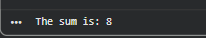 The sum is: 8